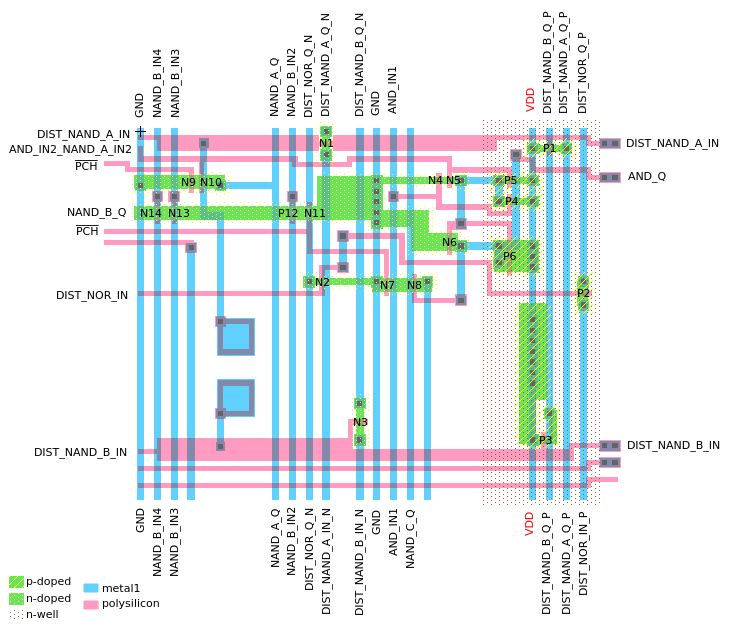 GND
NAND_B_IN4
NAND_B_IN3
NAND_A_Q
NAND_B_IN2
DIST_NOR_Q_N
DIST_NAND_A_Q_N
DIST_NAND_B_Q_N
GND
AND_IN1
VDD
DIST_NAND_B_Q_P
DIST_NAND_A_Q_P
DIST_NOR_Q_P
DIST_NAND_A_IN
N1
P1
DIST_NAND_A_IN
AND_IN2_NAND_A_IN2
PCH
N9 N10
N4 N5
P5
AND_Q
P4
NAND_B_Q
N14 N13
P12 N11
PCH
N6
P6
N2
N7
N8
DIST_NOR_IN
P2
N3
P3
DIST_NAND_B_IN
DIST_NAND_B_IN
GND
NAND_B_IN4
NAND_B_IN3
NAND_A_Q
NAND_B_IN2
DIST_NOR_Q_N
DIST_NAND_A_IN_N
DIST_NAND_B_IN_N
GND
AND_IN1
NAND_C_Q
VDD
DIST_NAND_B_Q_P
DIST_NAND_A_Q_P
DIST_NOR_IN_P
p-doped
n-doped
n-well
metal1
polysilicon